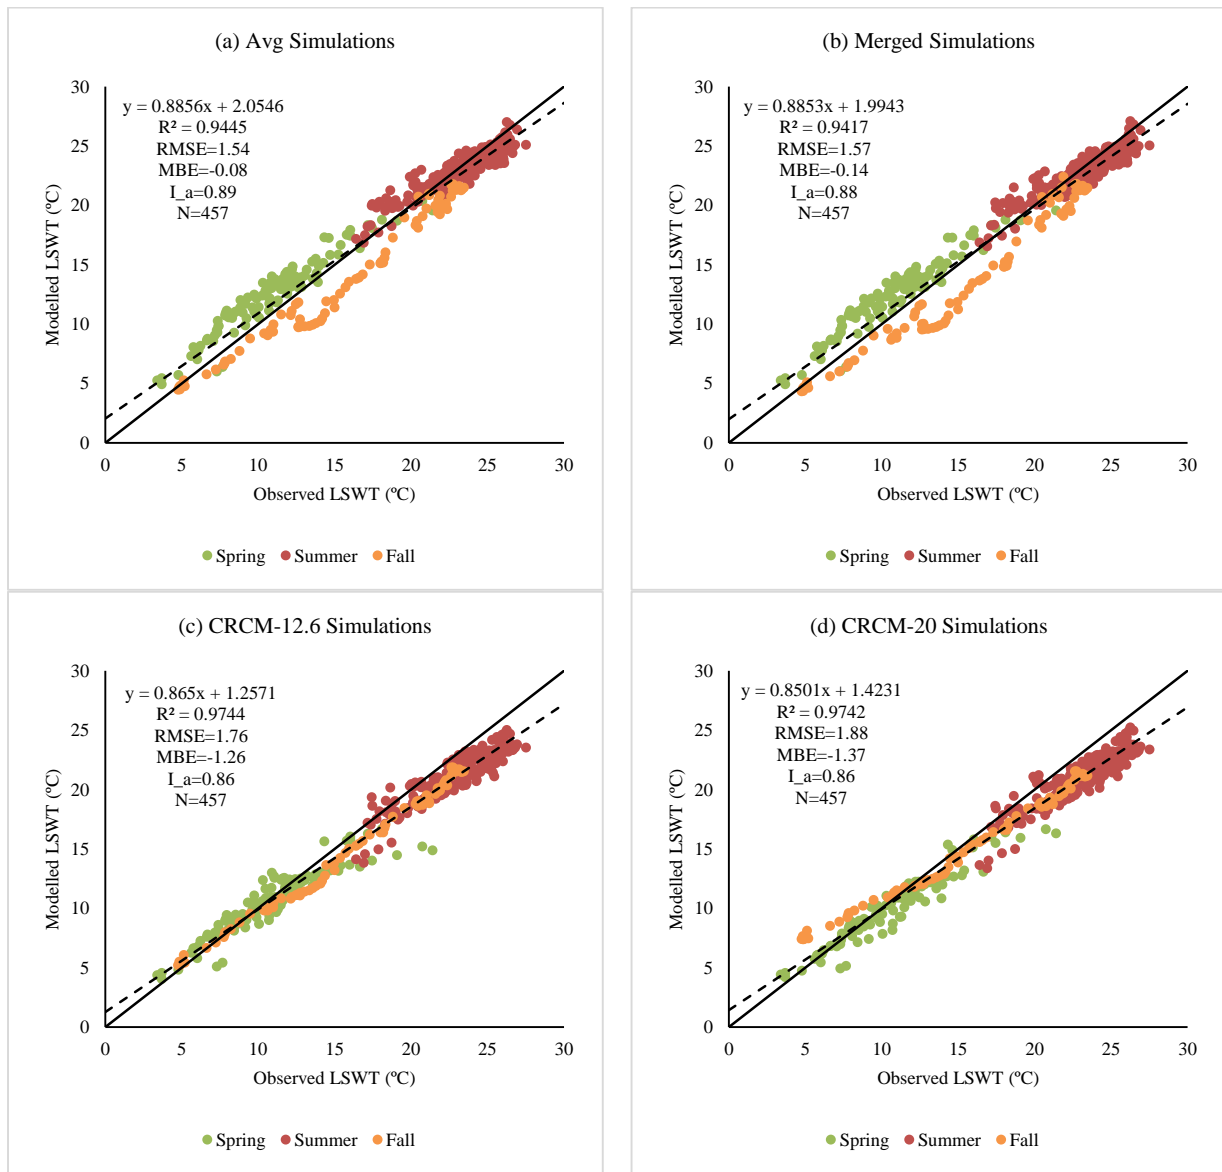 (a) Avg Simulations
y = 0.8856x + 2.0546
R² = 0.9445
RMSE=1.54
MBE=-0.08
I_a=0.89
N=457
30
25
20
15
10
5
0
Modelled LSWT (ºC)
0 5 10 15 20 25 30
Observed LSWT (ºC)
Spring Summer Fall
(b) Merged Simulations
y = 0.8853x + 1.9943
R² = 0.9417
RMSE=1.57
MBE=-0.14
I_a=0.88
N=457
30
25
20
15
10
5
0
Modelled LSWT (ºC)
0 5 10 15 20 25 30
Observed LSWT (ºC)
Spring Summer Fall
(c) CRCM-12.6 Simulations
y = 0.865x + 1.2571
R² = 0.9744
RMSE=1.76
MBE=-1.26
I_a=0.86
N=457
30
25
20
15
10
5
0
Modelled LSWT (ºC)
0 5 10 15 20 25 30
Observed LSWT (ºC)
Spring Summer Fall
(d) CRCM-20 Simulations
y = 0.8501x + 1.4231
R² = 0.9742
RMSE=1.88
MBE=-1.37
I_a=0.86
N=457
30
25
20
15
10
5
0
Modelled LSWT (ºC)
0 5 10 15 20 25 30
Observed LSWT (ºC)
Spring Summer Fall